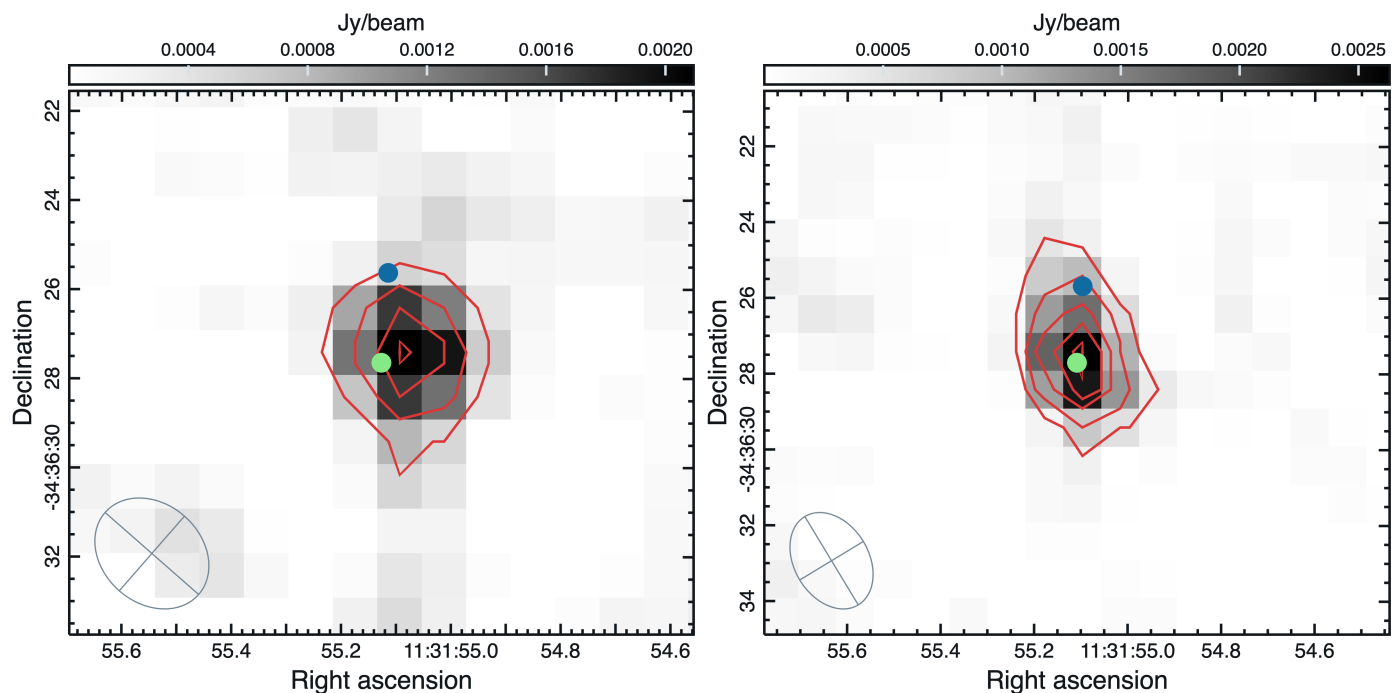 Jy/beam
0.0004 0.0008 0.0012 0.0016 0.0020
Declination
22
24
26
28
-34:36:30
32
55.6 55.4 55.2 11:31:55.0 54.8 54.6
Right ascension
Jy/beam
0.0005 0.0010 0.0015 0.0020 0.0025
Declination
22
24
26
28
-34:36:30
32
34
55.6 55.4 55.2 11:31:55.0 54.8 54.6
Right ascension